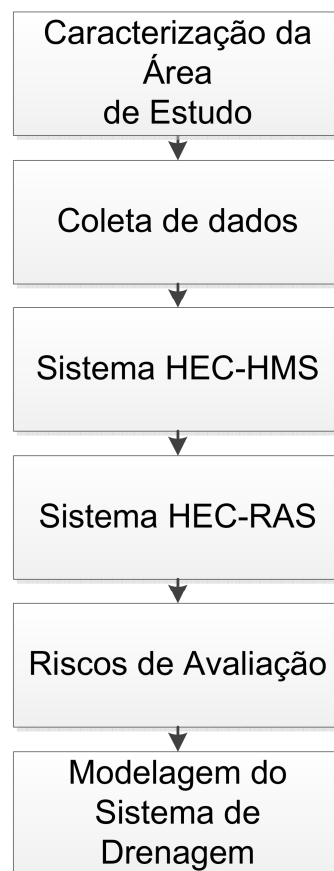 Caracterização da
Área
de Estudo
Coleta de dados
Sistema HEC-HMS
Sistema HEC-RAS
Riscos de Avaliação
Modelagem do
Sistema de
Drenagem